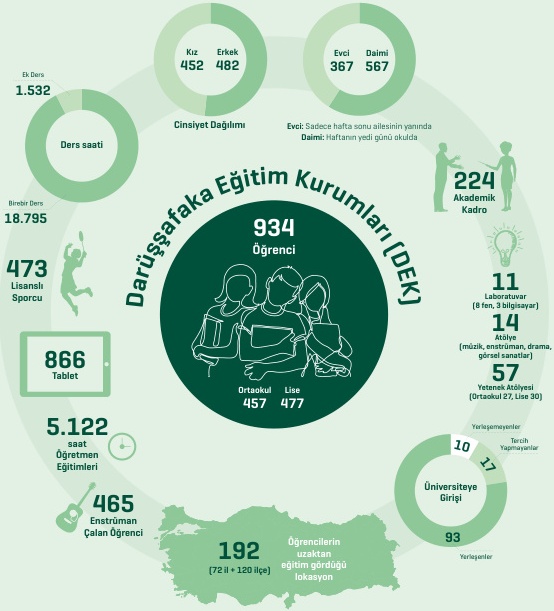 Kız Erkek
452 482
Cinsiyet Dağılımı
Evci Daimi
367 567
Evci: Sadece hafta sonu ailesinin yanında
Daimi: Haftanın yedi günü okulda
Ek Ders
1.532
Ders saati
Birebir Ders
18.795
224
Akademik
Kadro
Darüşşafaka Eğitim Kurumları (DEK)
934
Öğrenci
Ortaokul Lise
457 477
473
Lisanslı
Sporcu
11
Laboratuvar
(8 fen, 3 bilgisayar)
14
Atölye
(müzik, enstrüman, drama,
görsel sanatlar)
57
Yetenek Atölyesi
(Ortaokul 27, Lise 30)
866
Tablet
5.122
saat
Öğretmen
Eğitimleri
Yerleşemeyenler
10
Tercih
Yapmayanlar
17
Üniversiteye
Girişi
93
Yerleşenler
465
Enstrüman
Çalan Öğrenci
192
(72 il + 120 ilçe)
Öğrencilerin
uzaktan
eğitim gördüğü
lokasyon